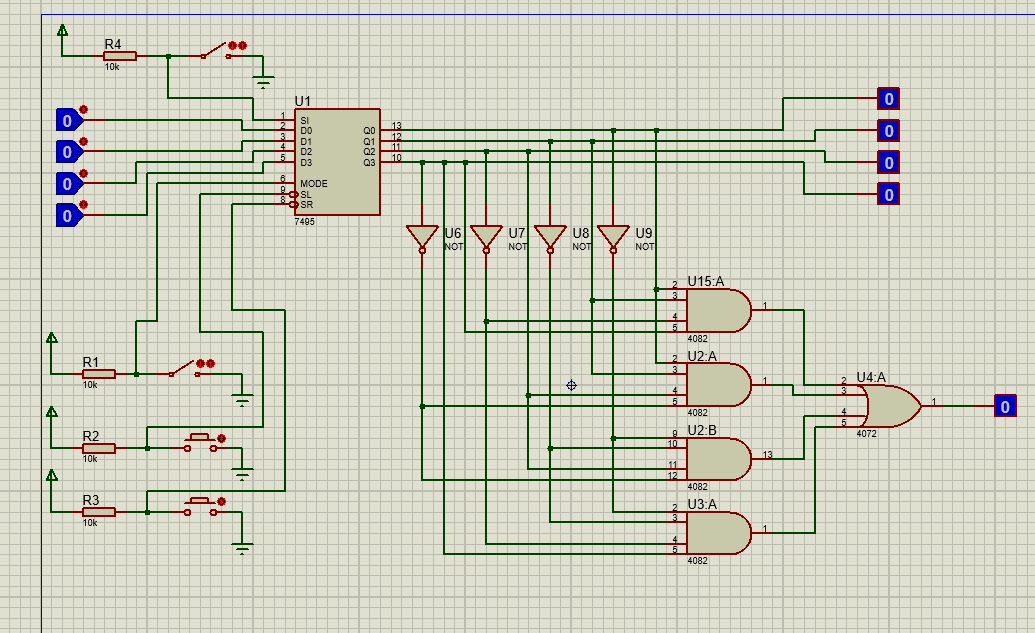 R4
10k
U1
0
0
0
0
1
2
3
4
5
6
9
8
SI
D0
D1
D2
D3
MODE
SL
SR
Q0
Q1
Q2
Q3
13
12
11
10
7495
0
0
0
0
U6
NOT
U7
NOT
U8
NOT
U9
NOT
U15:A
2
3
4
5
1
4082
R1
10k
U2:A
2
3
4
5
1
4082
U4:A
2
3
4
5
1
4072
0
R2
10k
U2:B
9
10
11
12
13
4082
R3
10k
U3:A
2
3
4
5
1
4082